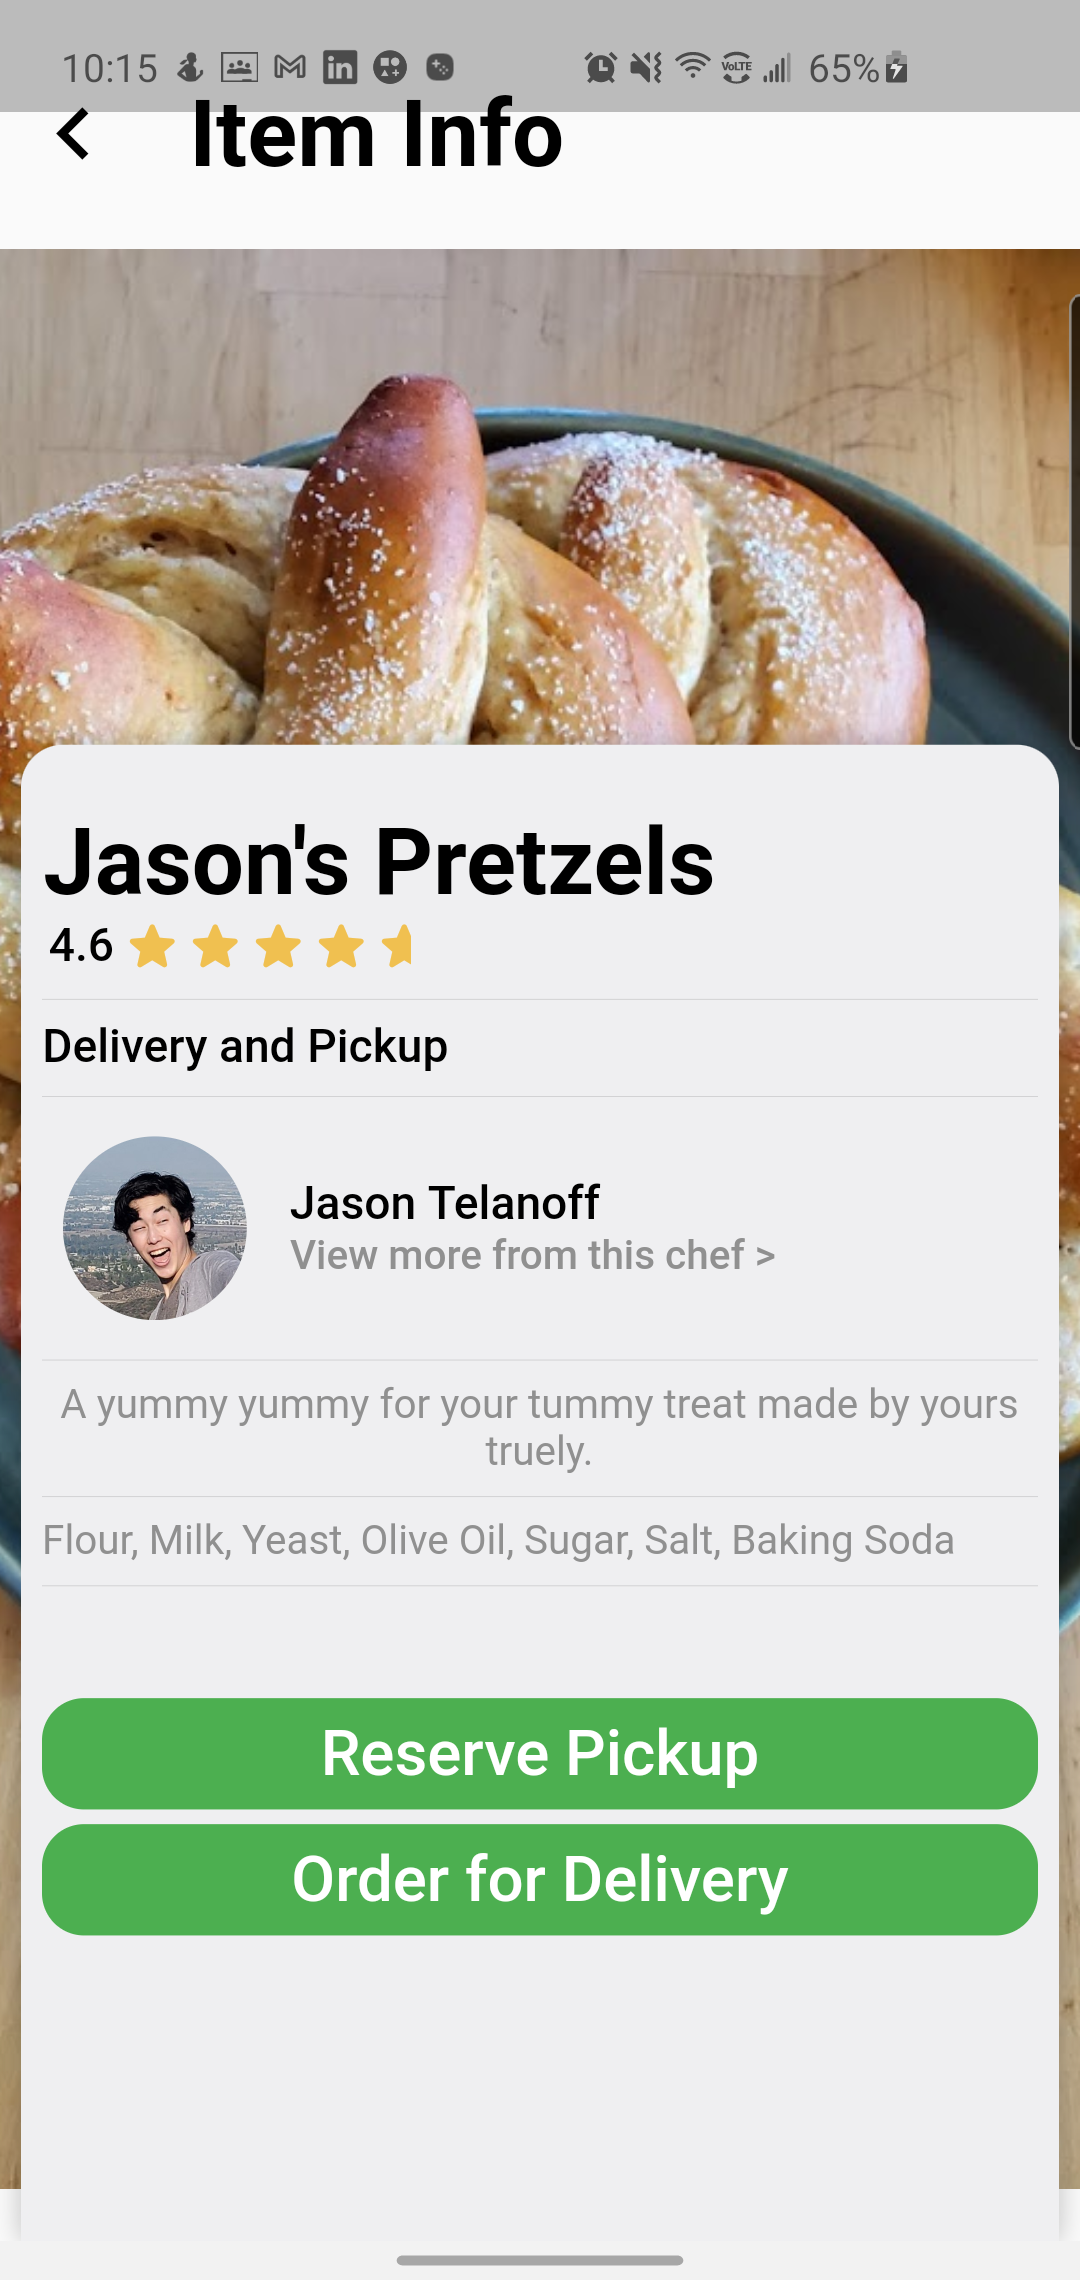 10:15 in VoLTE 65%
Item Info
Jason's Pretzels
4.6
Delivery and Pickup
Jason Telanoff
View more from this chef >
A yummy yummy for your tummy treat made by yours
truely.
Flour, Milk, Yeast, Olive Oil, Sugar, Salt, Baking Soda
Reserve Pickup
Order for Delivery